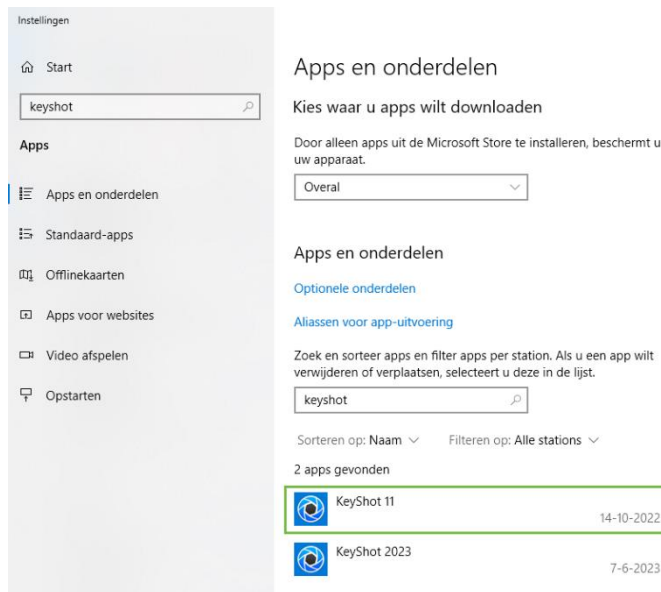 Instellingen
Start
keyshot
Apps
Apps en onderdelen
Standaard-apps
Offlinekaarten
Apps voor websites
Video afspelen
Opstarten
Apps en onderdelen
Kies waar u apps wilt downloaden
Door alleen apps uit de Microsoft Store te installeren, beschermt u
uw apparaat.
Overal
Apps en onderdelen
Optionele onderdelen
Aliassen voor app-uitvoering
Zoek en sorteer apps en filter apps per station. Als u een app wilt
verwijderen of verplaatsen, selecteert u deze in de lijst.
keyshot
Sorteren op: Naam Filteren op: Alle stations
2 apps gevonden
KeyShot 11
14-10-2022
KeyShot 2023
7-6-2023